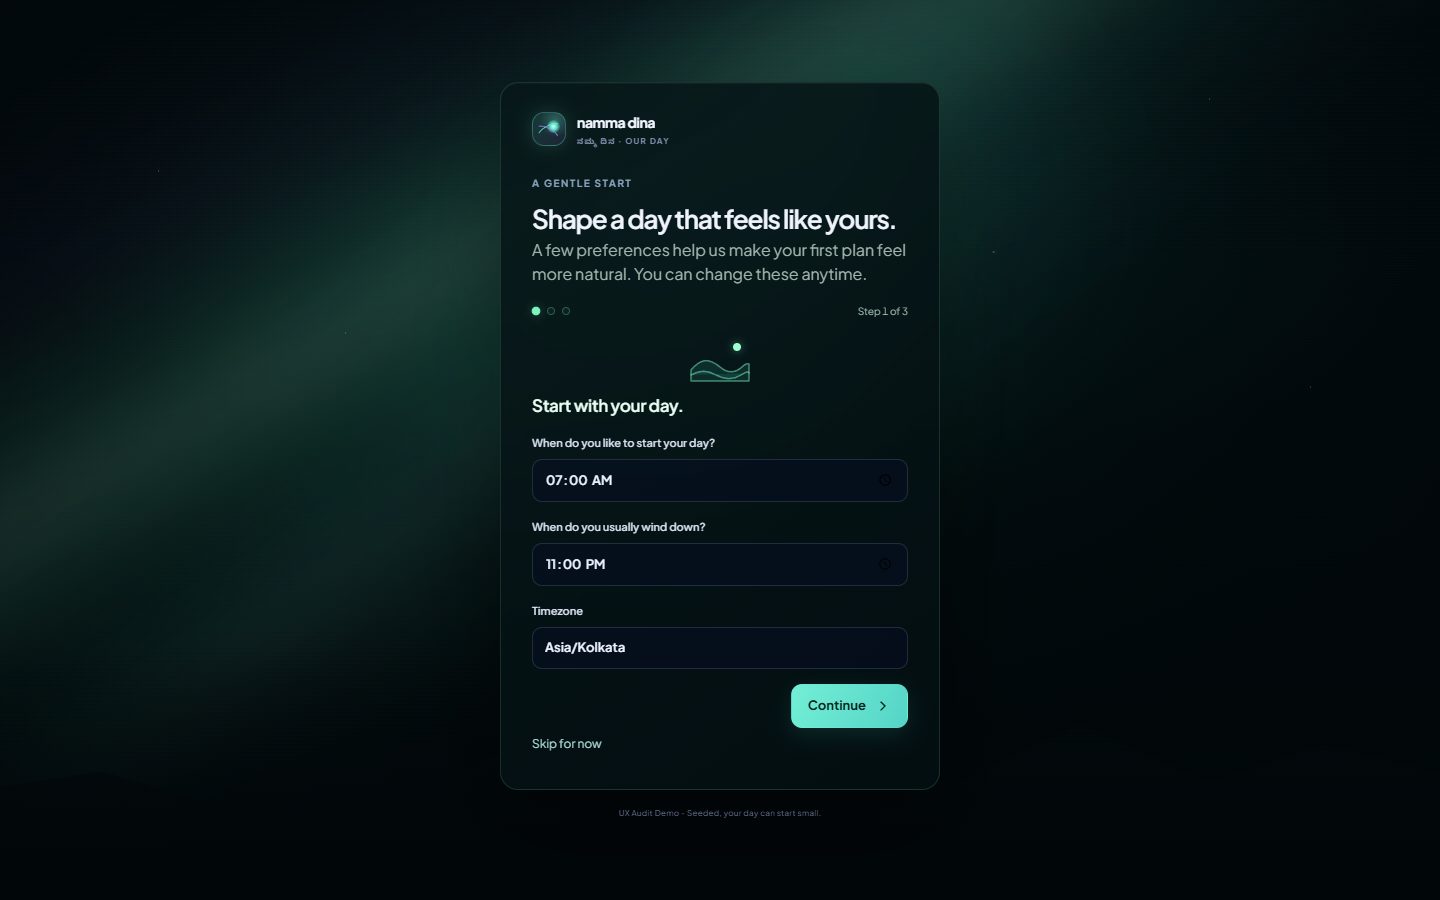 namma dina
ನಮ್ಮ ದಿನ · OUR DAY
A GENTLE START
Shape a day that feels like yours.
A few preferences help us make your first plan feel
more natural. You can change these anytime.
Step 1 of 3
Start with your day.
When do you like to start your day?
07:00 AM
When do you usually wind down?
11:00 PM
Timezone
Asia/Kolkata
Continue
Skip for now
UX Audit Demo - Seeded, your day can start small.